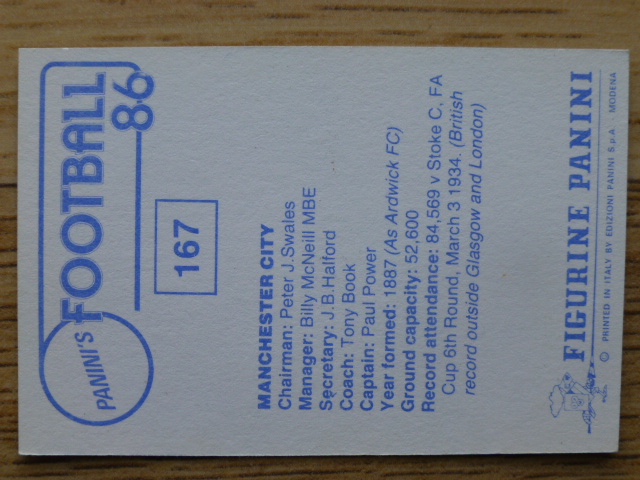 PANINI'S
FOOTBALL
86
167
MANCHESTER CITY
Chairman: Peter J.Swales
Manager: Billy McNeill MBE
Secretary: J.B.Halford
Coach: Tony Book
Captain: Paul Power
Year formed: 1887 (As Ardwick FC)
Ground capacity: 52,600
Record attendance: 84,569 v Stoke C, FA
Cup 6th Round, March 3 1934. (British
record outside Glasgow and London)
FIGURINE PANINI
© PRINTED IN ITALY BY EDIZIONI PANINI S.p.A. MODENA